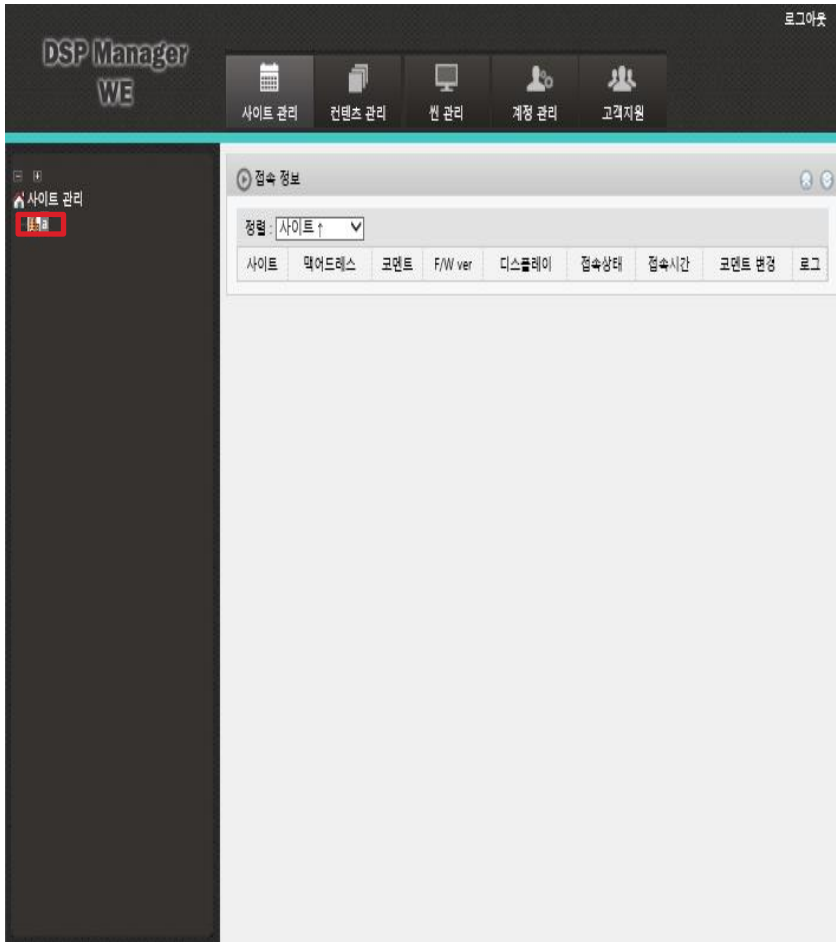 로그아웃
DSP Manager
WE
사이트 관리
컨텐츠 관리
씬 관리
계정 관리
고객지원
사이트 관리
a
접속 정보
정렬 : 사이트 ↑
사이트 맥어드레스 코멘트 F/W ver 디스플레이 접속상태 접속시간 코멘트 변경 로그